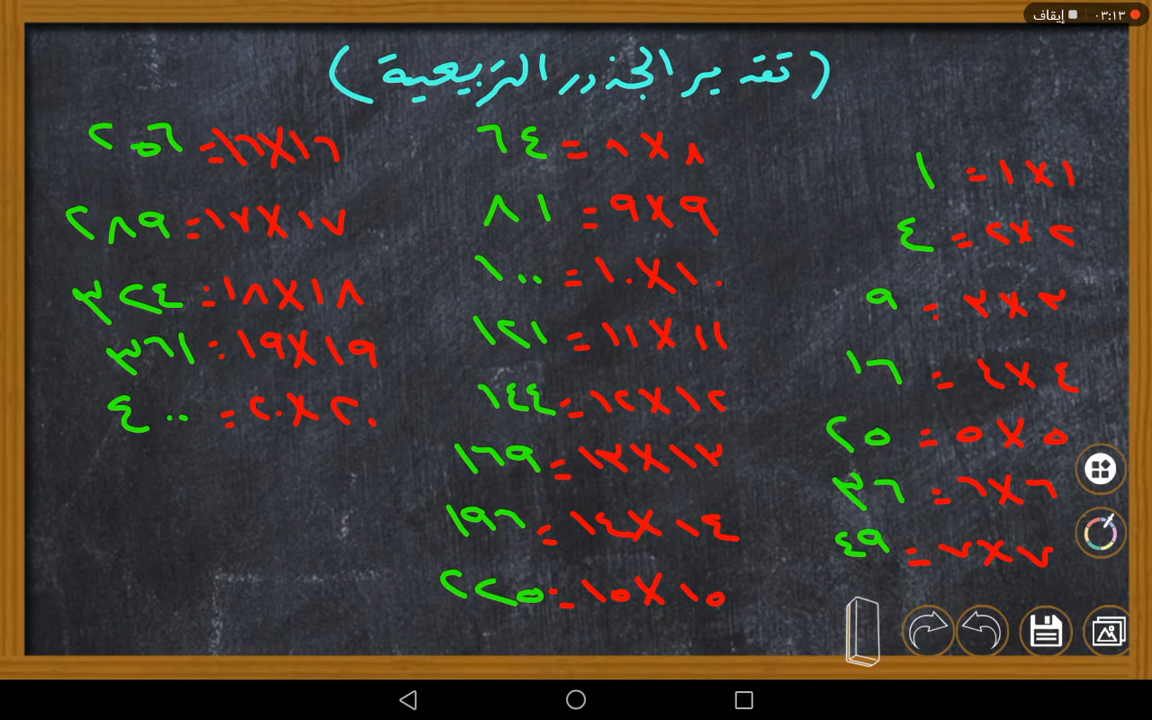 ٠٣:١٣ إيقاف
(تقدير الجذر التربيعية)
١×١ = ١
٢×٢ = ٤
٣×٣ = ٩
٤×٤ = ١٦
٥×٥ = ٢٥
٦×٦ = ٣٦
٧×٧ = ٤٩
٨×٨ = ٦٤
٩×٩ = ٨١
١٠×١٠ = ١٠٠
١١×١١ = ١٢١
١٢×١٢ = ١٤٤
١٣×١٣ = ١٦٩
١٤×١٤ = ١٩٦
١٥×١٥ = ٢٢٥
١٦×١٦ = ٢٥٦
١٧×١٧ = ٢٨٩
١٨×١٨ = ٣٢٤
١٩×١٩ = ٣٦١
٢٠×٢٠ = ٤٠٠